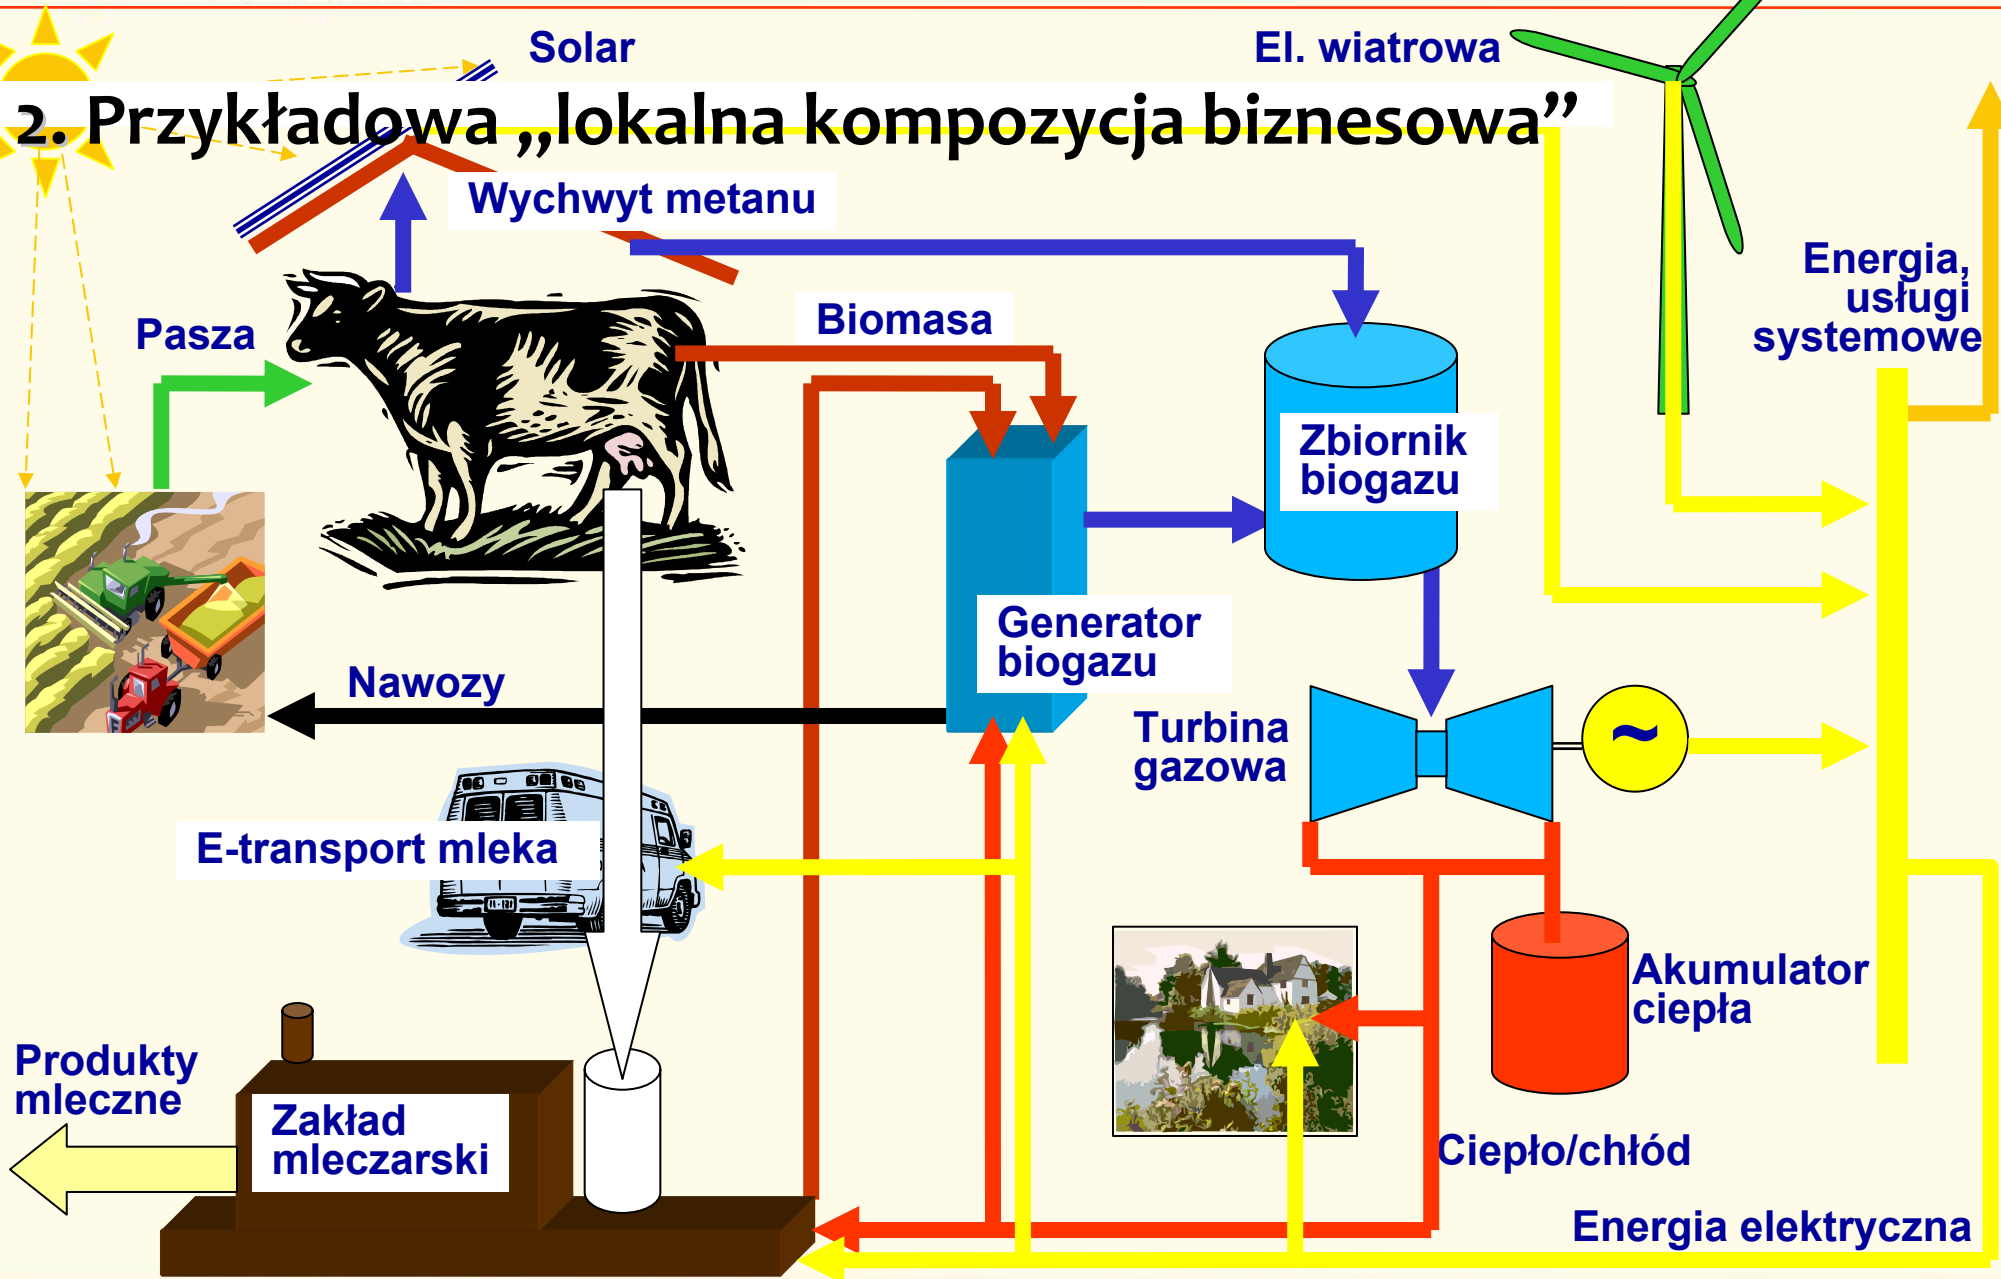 Solar
El. wiatrowa
2. Przykładowa „lokalna kompozycja biznesowa”
Wychwyt metanu
Energia,
usługi
systemowe
Pasza
Biomasa
Zbiornik
biogazu
Generator
biogazu
Nawozy
Turbina
gazowa
~
E-transport mleka
Akumulator
ciepła
Produkty
mleczne
Zakład
mleczarski
Ciepło/chłód
Energia elektryczna